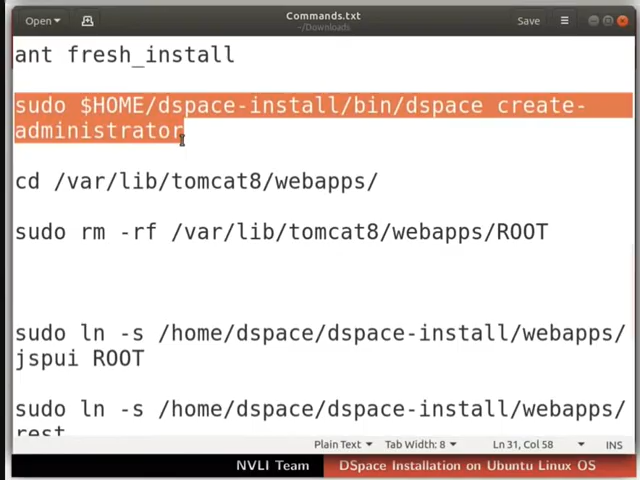 Open
Commands.txt
~/Downloads
Save
ant fresh_install
sudo $HOME/dspace-install/bin/dspace create-
administrator
cd /var/lib/tomcat8/webapps/
sudo rm -rf /var/lib/tomcat8/webapps/ROOT
sudo ln -s /home/dspace/dspace-install/webapps/
jspui ROOT
sudo ln -s /home/dspace/dspace-install/webapps/
rest
Plain Text Tab Width: 8 Ln 31, Col 58 INS
NVLI Team DSpace Installation on Ubuntu Linux OS